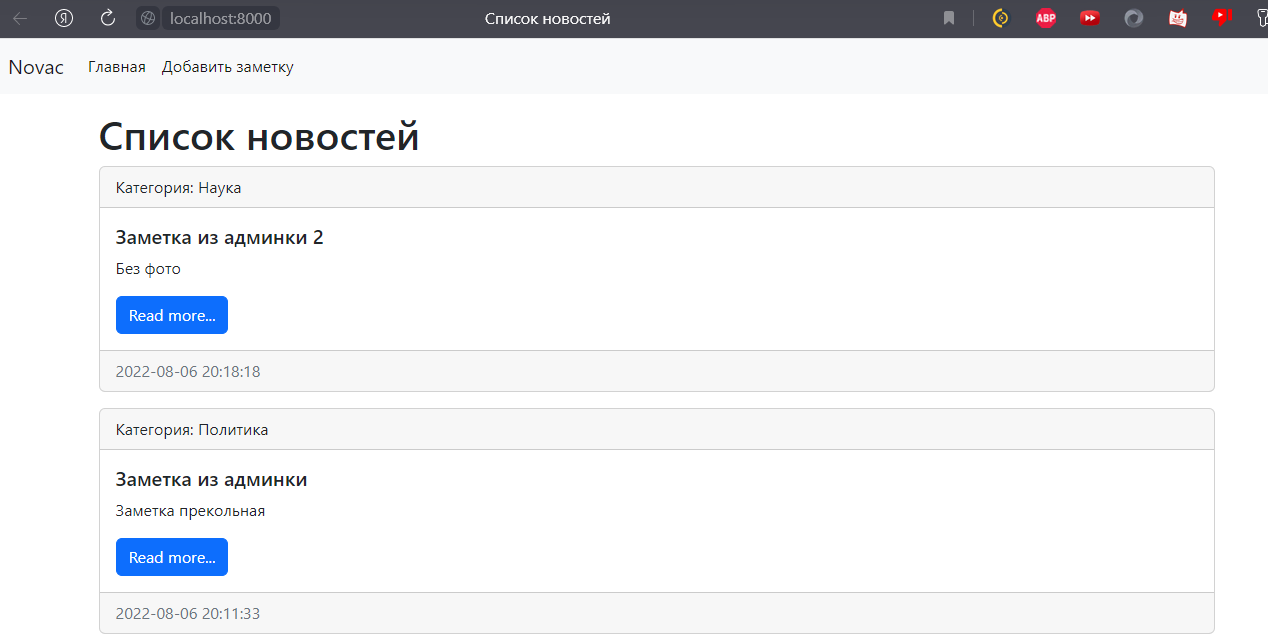 localhost:8000 Список новостей ABP
Novac Главная Добавить заметку
Список новостей
Категория: Наука
Заметка из админки 2
Без фото
Read more...
2022-08-06 20:18:18
Категория: Политика
Заметка из админки
Заметка прекольная
Read more...
2022-08-06 20:11:33